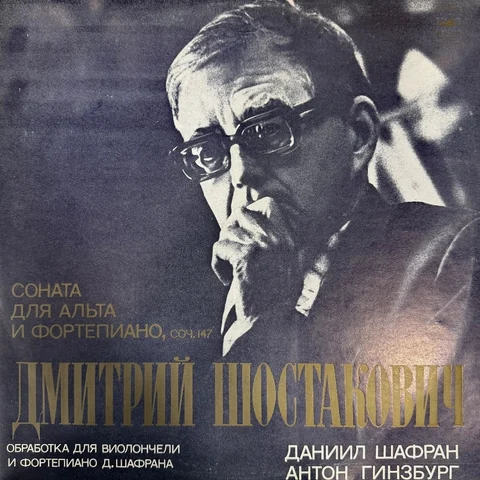 СОНАТА
ДЛЯ АЛЬТА
И ФОРТЕПИАНО, СОЧ. 147
ДМИТРИЙ ШОСТАКОВИЧ
ОБРАБОТКА ДЛЯ ВИОЛОНЧЕЛИ
И ФОРТЕПИАНО Д. ШАФРАНА
ДАНИИЛ ШАФРАН
АНТОН ГИНЗБУРГ